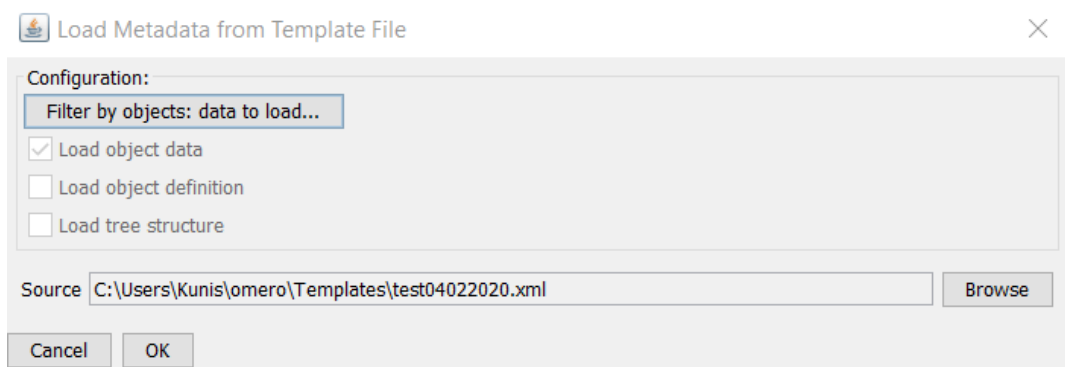 Load Metadata from Template File
Configuration:
Filter by objects: data to load...
Load object data
Load object definition
Load tree structure
Source C:\Users\Kunis\omero\Templates\test04022020.xml Browse
Cancel OK